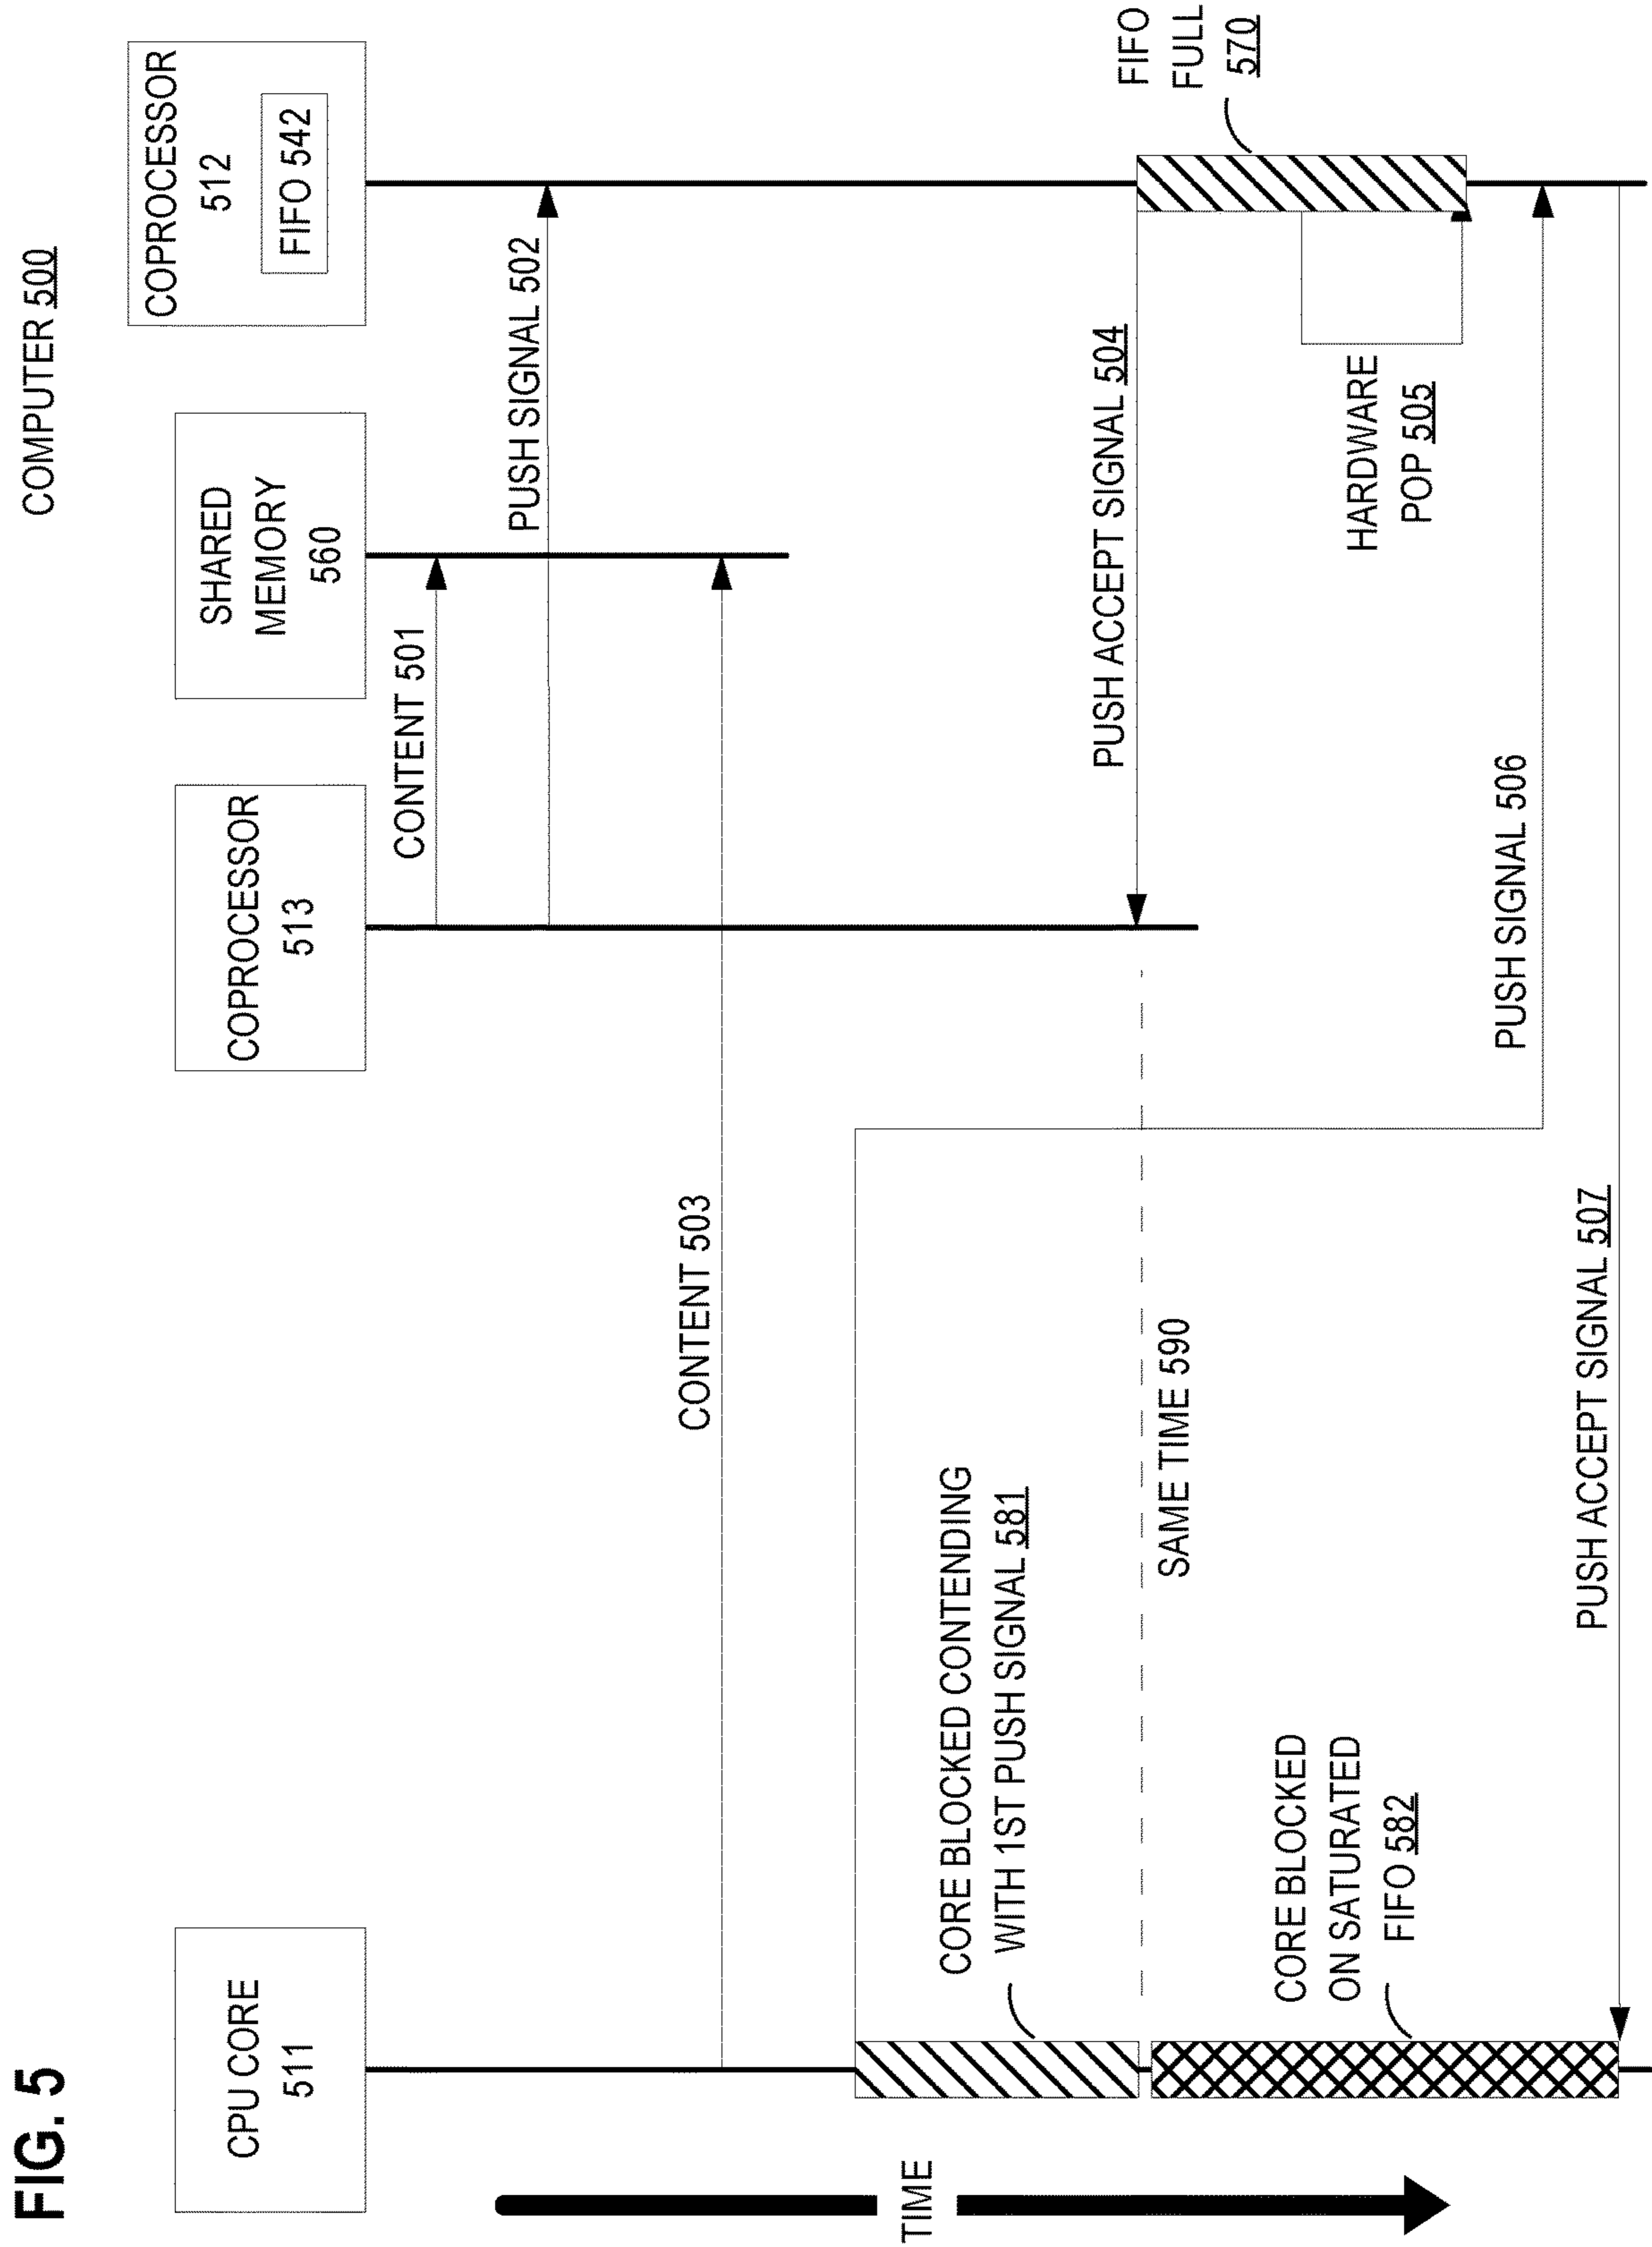 FIG. 5
COMPUTER 500
CPU CORE
511
COPROCESSOR
513
SHARED
MEMORY
560
COPROCESSOR
512
FIFO 542
CONTENT 501
PUSH SIGNAL 502
CONTENT 503
CORE BLOCKED CONTENDING
WITH 1ST PUSH SIGNAL 581
PUSH ACCEPT SIGNAL 504
FIFO
FULL
570
SAME TIME 590
TIME
CORE BLOCKED
ON SATURATED
FIFO 582
HARDWARE
POP 505
PUSH SIGNAL 506
PUSH ACCEPT SIGNAL 507